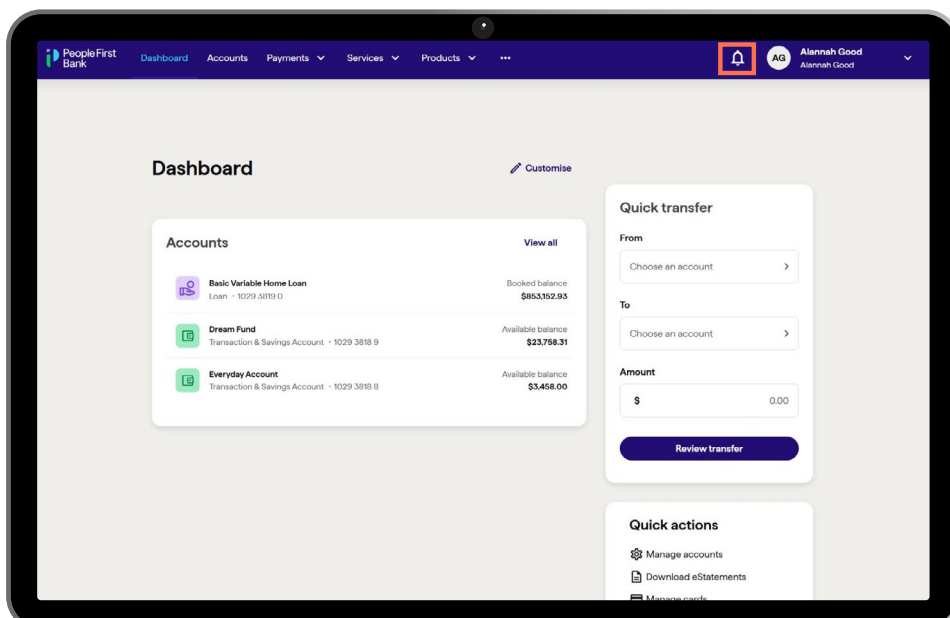 People First
Bank
Dashboard Accounts Payments Services Products •••
AG
Alannah Good
Alannah Good
Dashboard
Customise
Accounts
View all
Basic Variable Home Loan
Loan · 1029 3819 0
Booked balance
$853,152.93
Dream Fund
Transaction & Savings Account · 1029 3818 9
Available balance
$23,758.31
Everyday Account
Transaction & Savings Account · 1029 3818 8
Available balance
$3,458.00
Quick transfer
From
Choose an account
To
Choose an account
Amount
$ 0.00
Review transfer
Quick actions
Manage accounts
Download eStatements
Manage cards